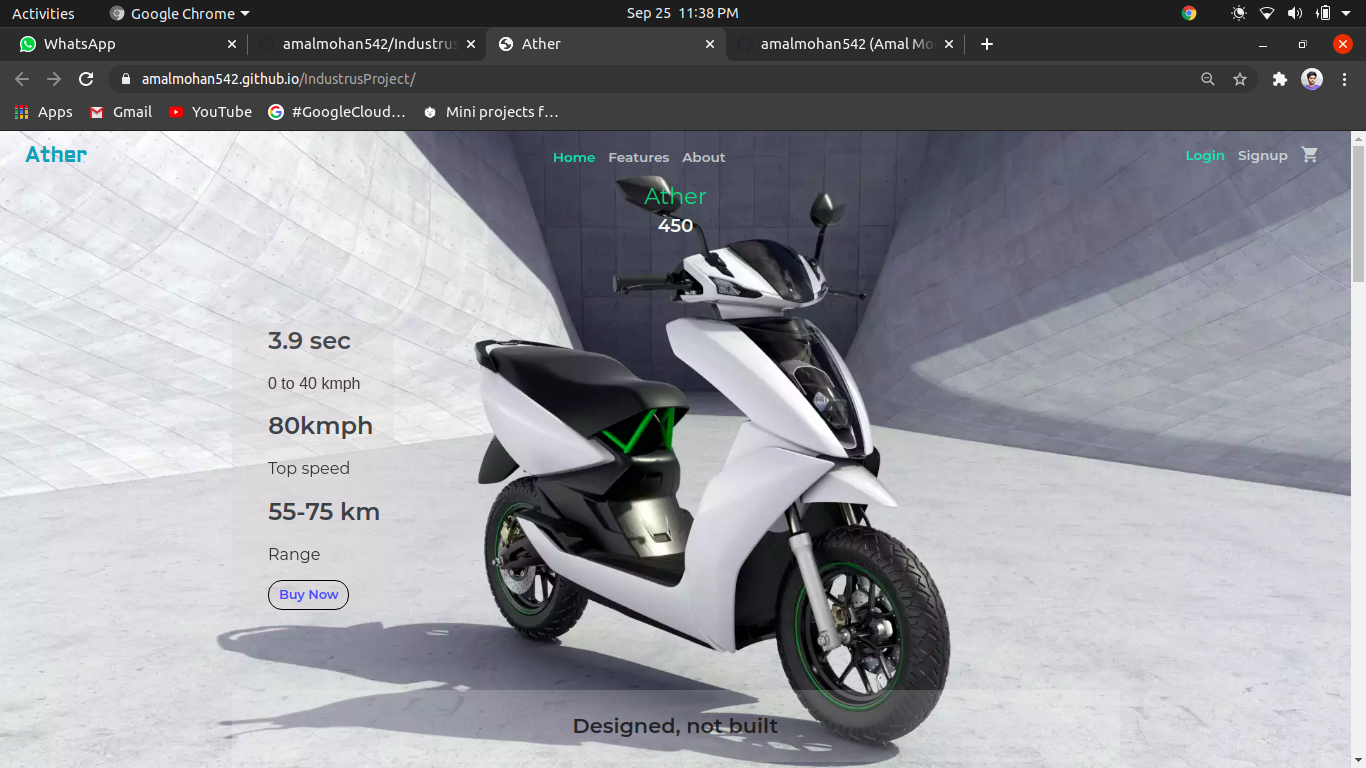 Activities Google Chrome Sep 25 11:38 PM
WhatsApp amalmohan542/Industrus Ather amalmohan542 (Amal Mo
amalmohan542.github.io/IndustrusProject/
Apps Gmail YouTube #GoogleCloud… Mini projects f…
Ather Home Features About Login Signup
Ather
450
3.9 sec
0 to 40 kmph
80kmph
Top speed
55-75 km
Range
Buy Now
Designed, not built